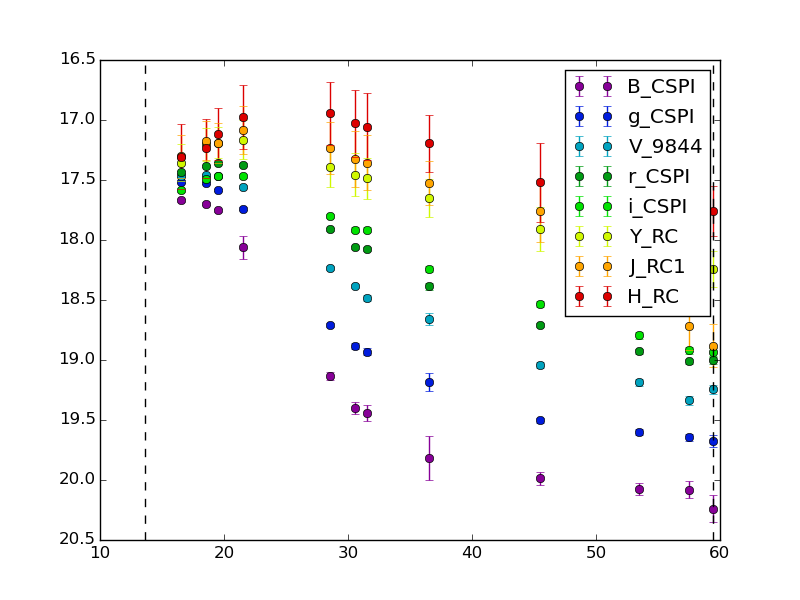 16.5
17.0
17.5
18.0
18.5
19.0
19.5
20.0
20.5
10
20
30
40
50
60
B_CSPI
g_CSPI
V_9844
r_CSPI
i_CSPI
Y_RC
J_RC1
H_RC